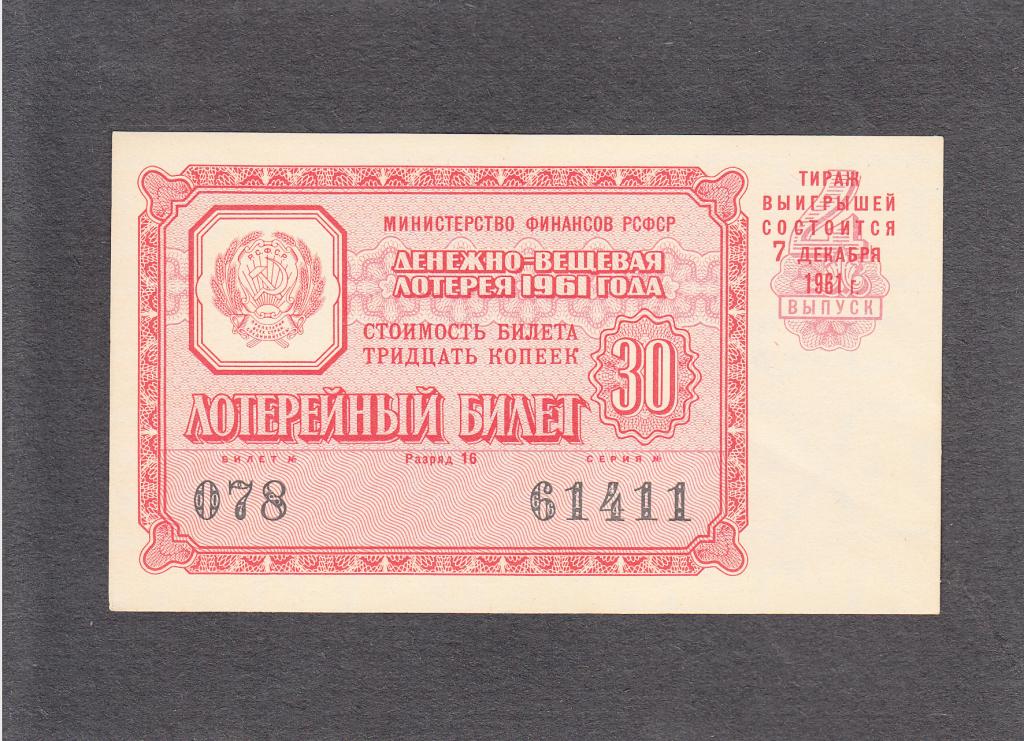 МИНИСТЕРСТВО ФИНАНСОВ РСФСР
ДЕНЕЖНО-ВЕЩЕВАЯ
ЛОТЕРЕЯ 1961 ГОДА
СТОИМОСТЬ БИЛЕТА
ТРИДЦАТЬ КОПЕЕК
30
ЛОТЕРЕЙНЫЙ БИЛЕТ
БИЛЕТ № Разряд 16 СЕРИЯ №
078 61411
РСФСР
ТИРАЖ
ВЫИГРЫШЕЙ
СОСТОИТСЯ
7 ДЕКАБРЯ
1961 г.
ВЫПУСК